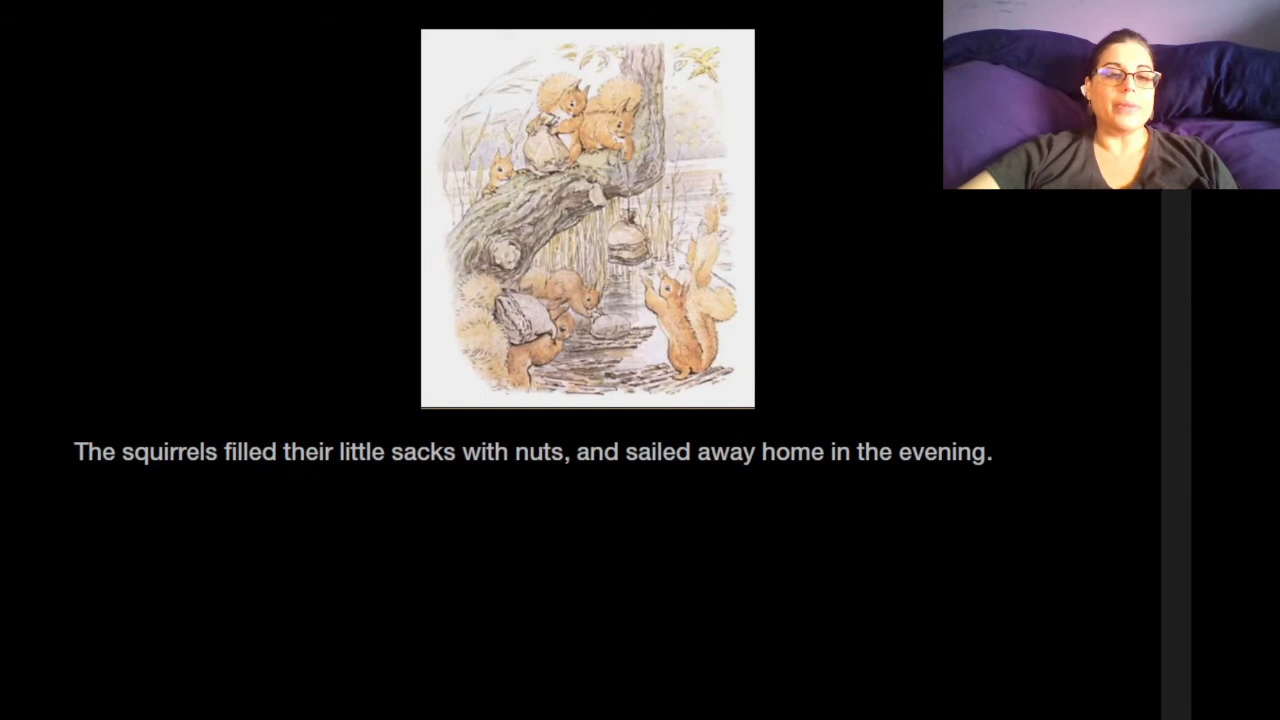 The squirrels filled their little sacks with nuts, and sailed away home in the evening.